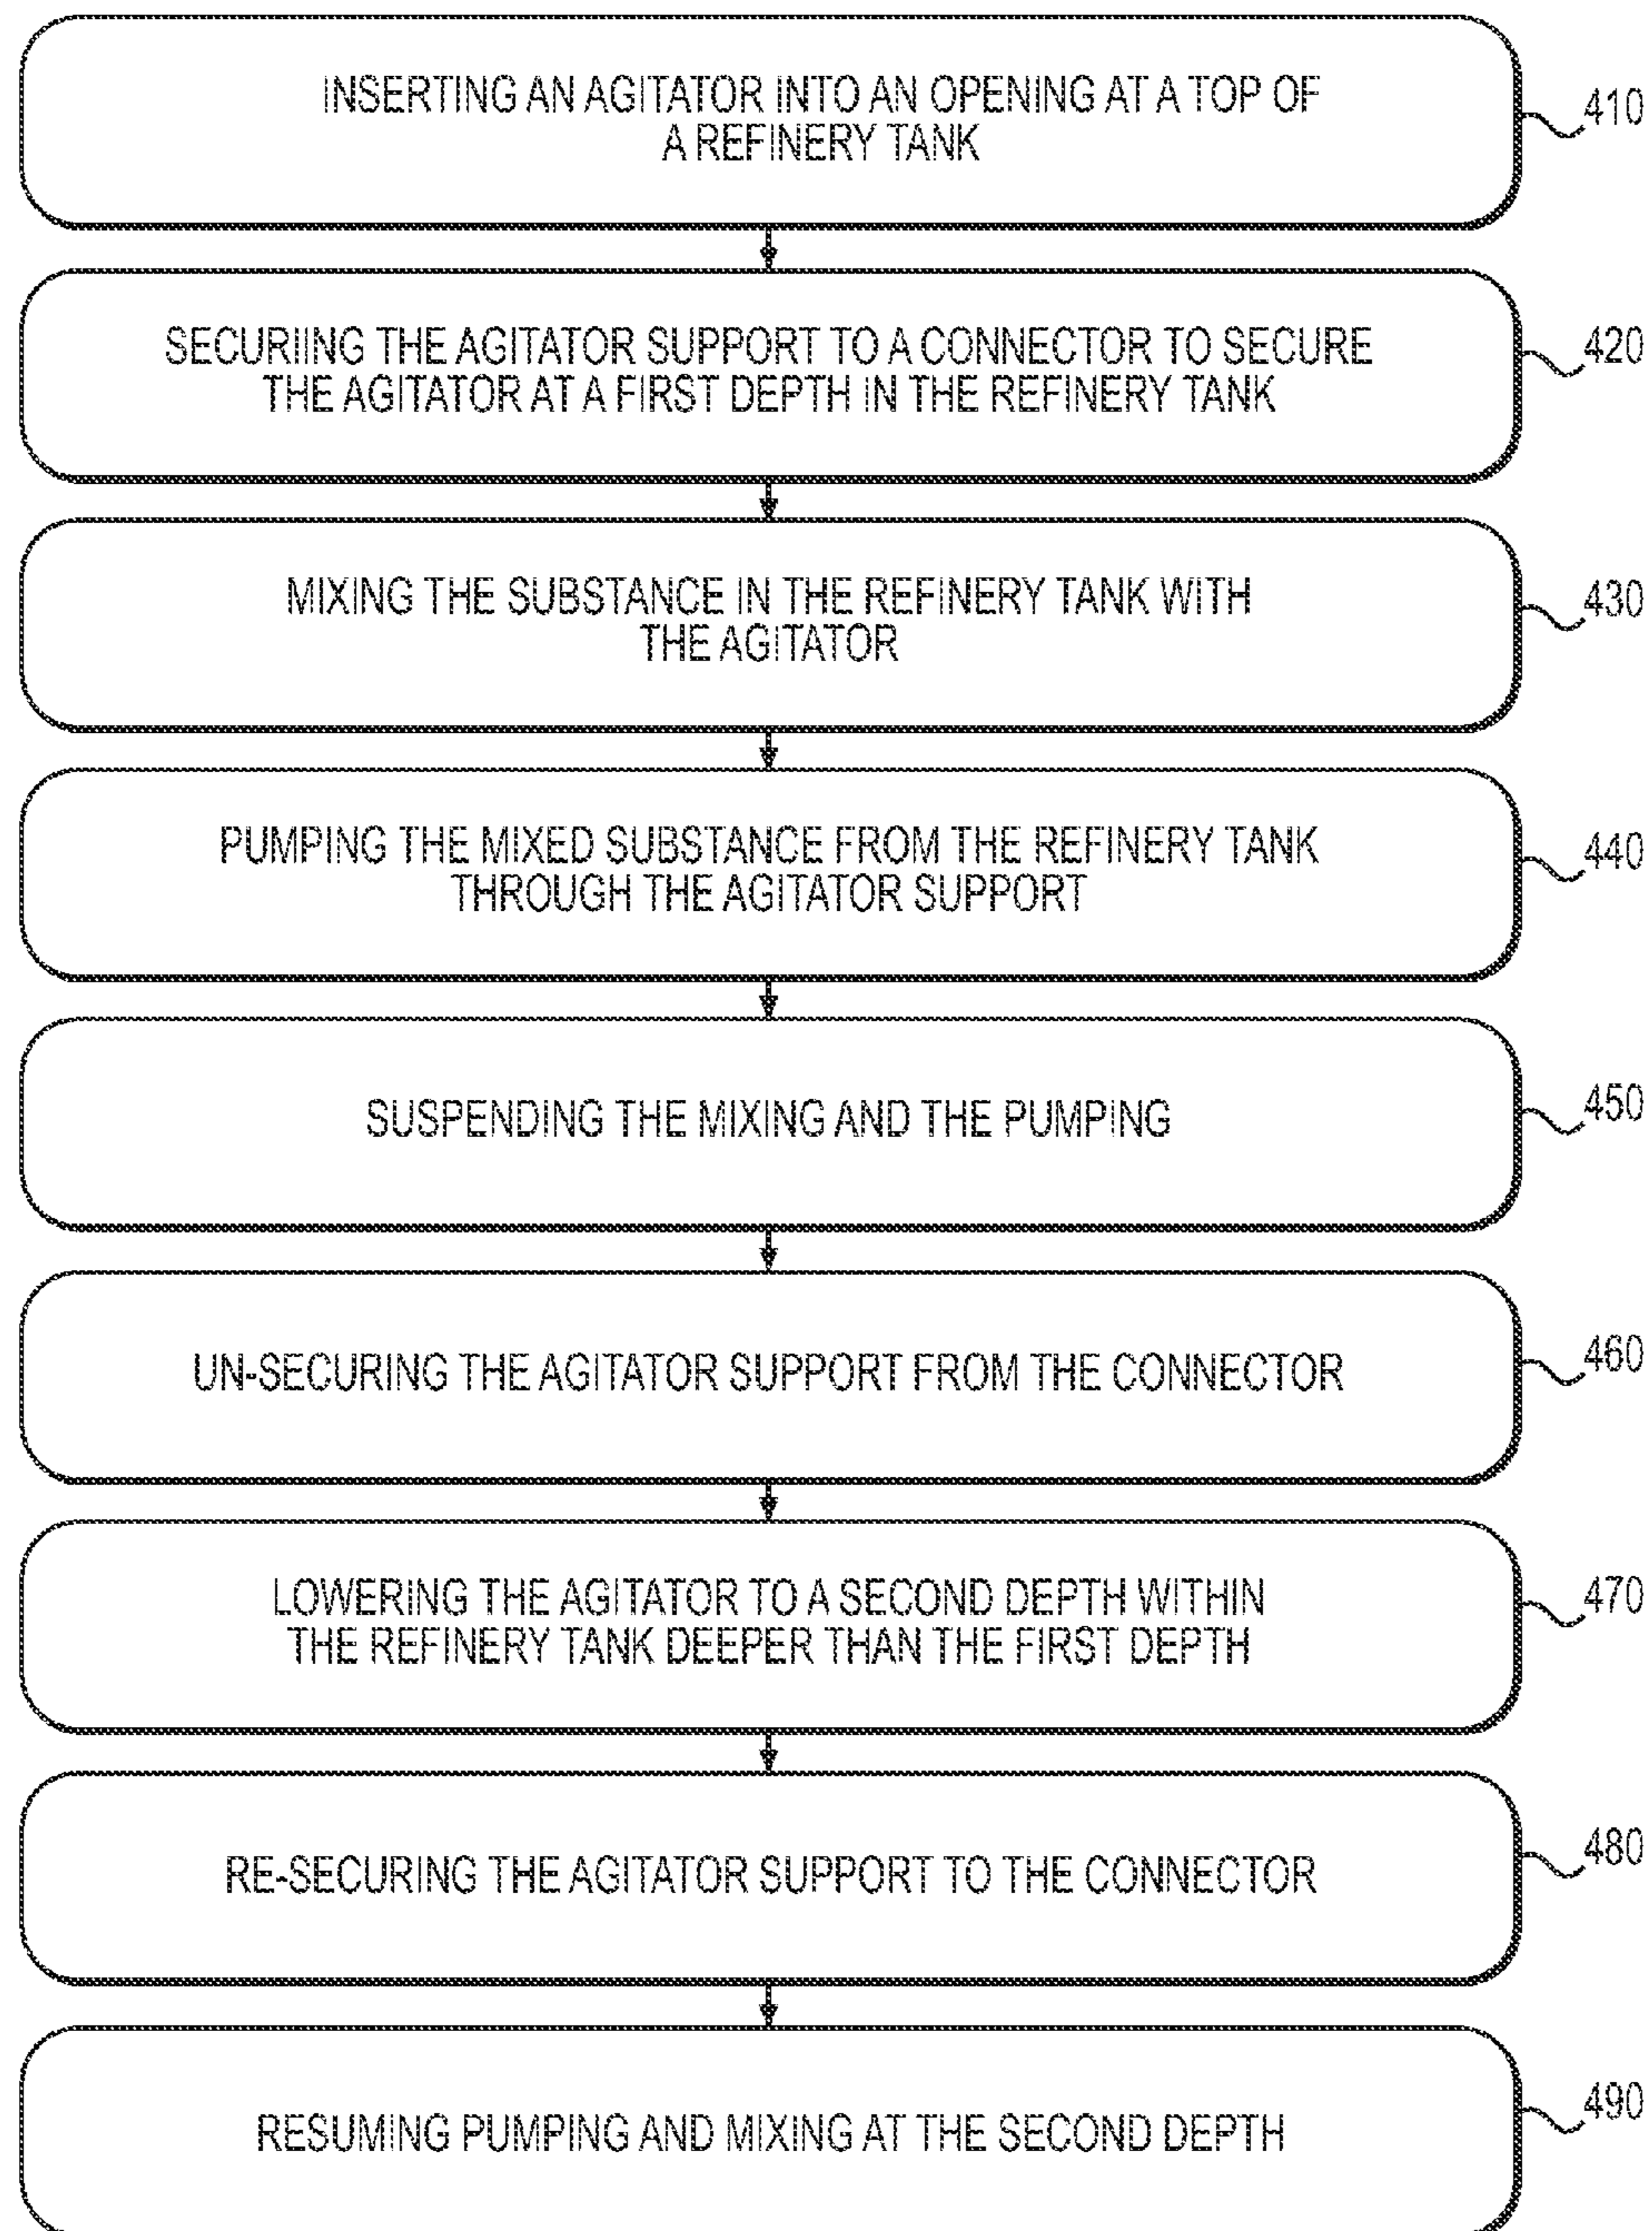 INSERTING AN AGITATOR INTO AN OPENING AT A TOP OF
A REFINERY TANK
410
SECURIING THE AGITATOR SUPPORT TO A CONNECTOR TO SECURE
THE AGITATOR AT A FIRST DEPTH IN THE REFINERY TANK
420
MIXING THE SUBSTANCE IN THE REFINERY TANK WITH
THE AGITATOR
430
PUMPING THE MIXED SUBSTANCE FROM THE REFINERY TANK
THROUGH THE AGITATOR SUPPORT
440
SUSPENDING THE MIXING AND THE PUMPING
450
UN-SECURING THE AGITATOR SUPPORT FROM THE CONNECTOR
460
LOWERING THE AGITATOR TO A SECOND DEPTH WITHIN
THE REFINERY TANK DEEPER THAN THE FIRST DEPTH
470
RE-SECURING THE AGITATOR SUPPORT TO THE CONNECTOR
480
RESUMING PUMPING AND MIXING AT THE SECOND DEPTH
490